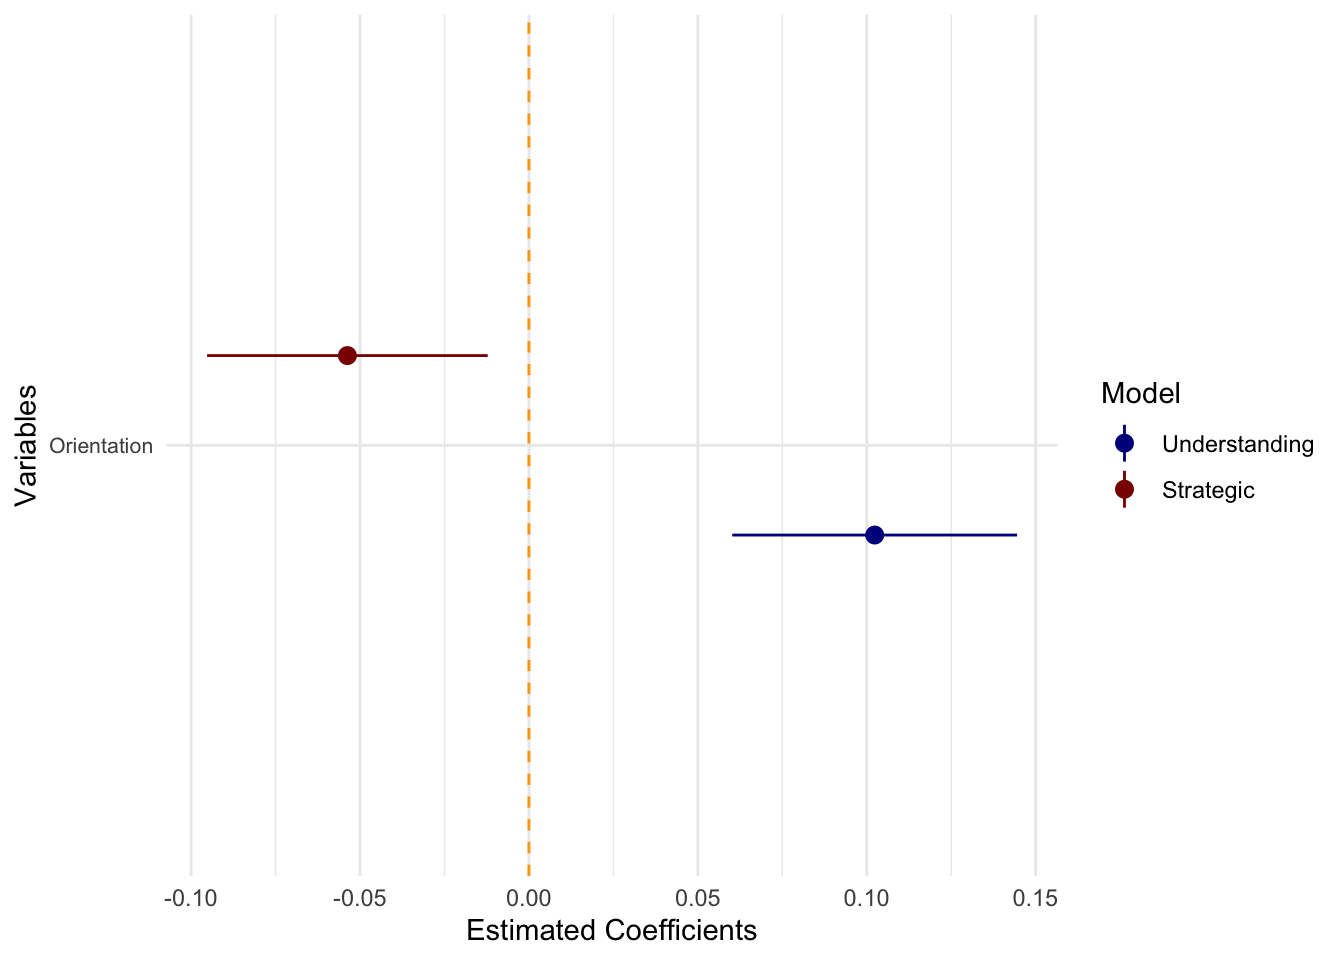 Variables
Orientation
-0.10 -0.05 0.00 0.05 0.10 0.15
Estimated Coefficients
Model
Understanding
Strategic